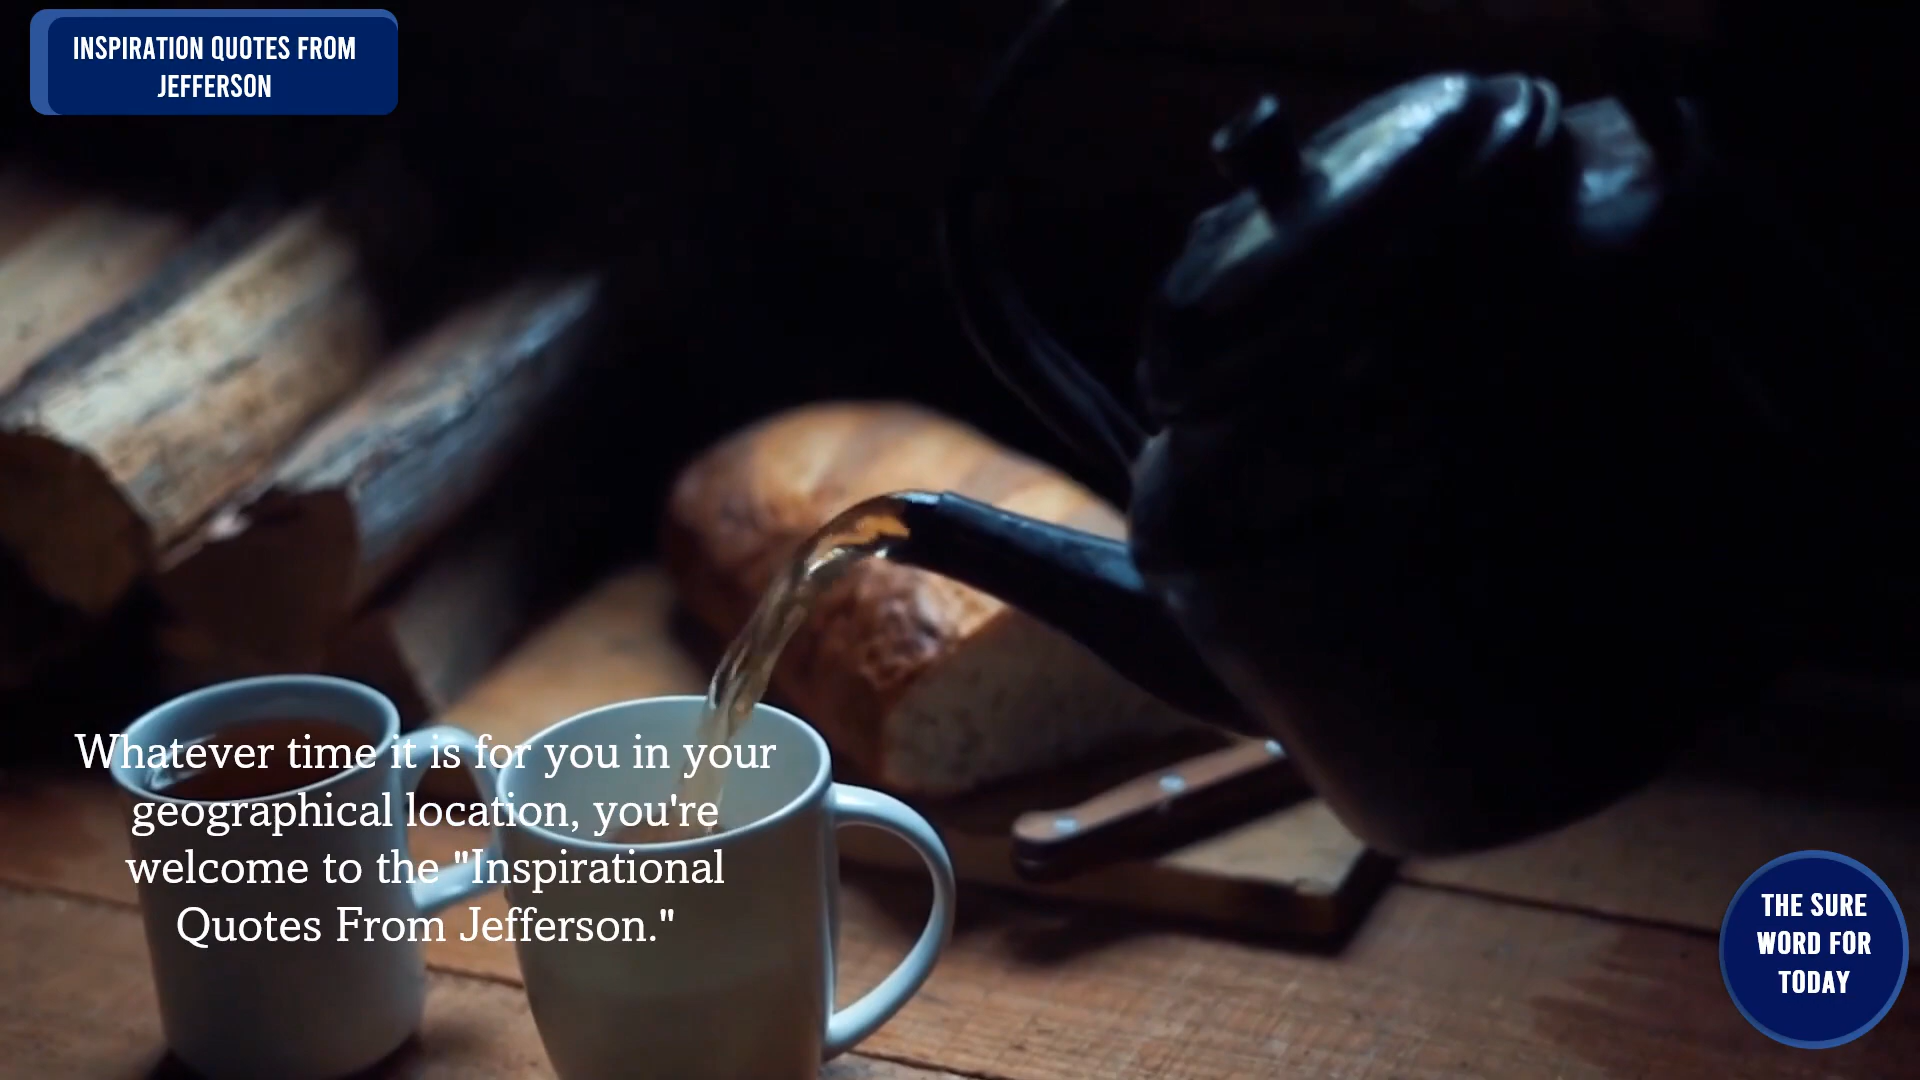 INSPIRATION QUOTES FROM
JEFFERSON
Whatever time it is for you in your
geographical location, you're
welcome to the "Inspirational
Quotes From Jefferson."
THE SURE
WORD FOR
TODAY